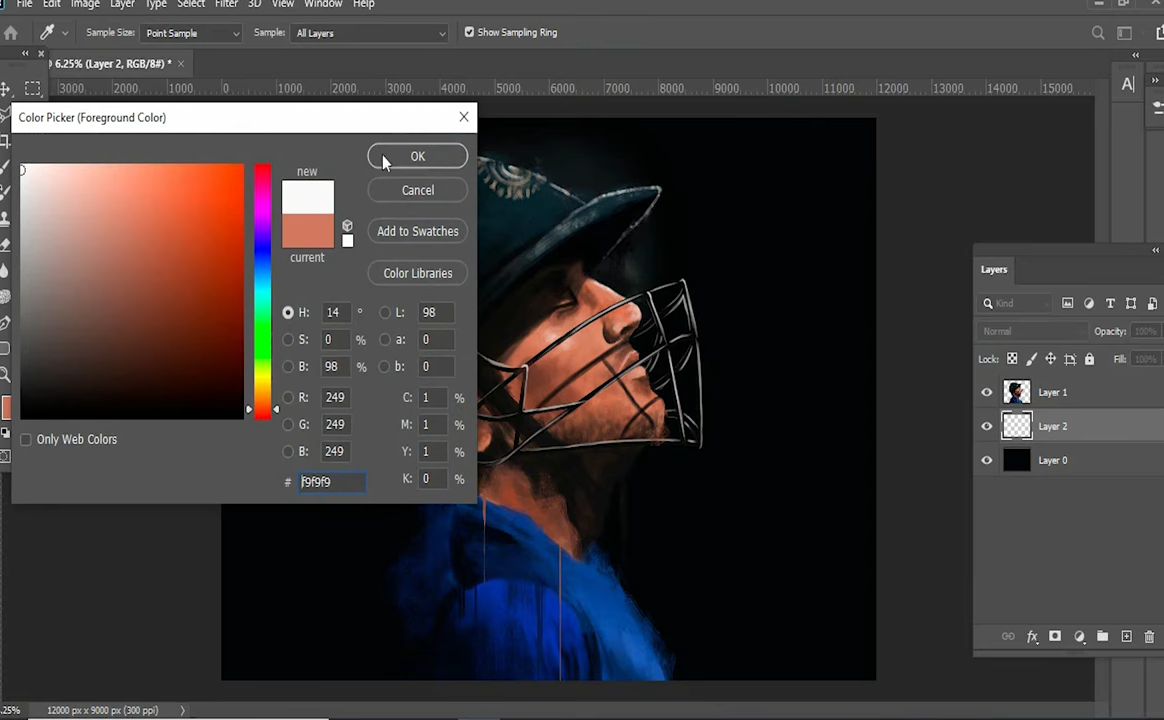 File Edit Image Layer Type Select Filter 3D View Window Help
Sample Size: Point Sample Sample: All Layers Show Sampling Ring
6.25% (Layer 2, RGB/8#) * ×
3000 2000 1000 0 1000 2000 3000 4000 5000 6000 7000 8000 9000 10000 11000 12000 13000 14000 15000
Color Picker (Foreground Color)
new
current
OK
Cancel
Add to Swatches
Color Libraries
H: 14 ° L: 98
S: 0 % a: 0
B: 98 % b: 0
R: 249 C: 1 %
G: 249 M: 1 %
B: 249 Y: 1 %
# f9f9f9 K: 0 %
Only Web Colors
A
Layers
Kind
Normal Opacity: 100%
Lock: Fill: 100%
Layer 1
Layer 2
Layer 0
fx
.25% 12000 px x 9000 px (300 ppi)